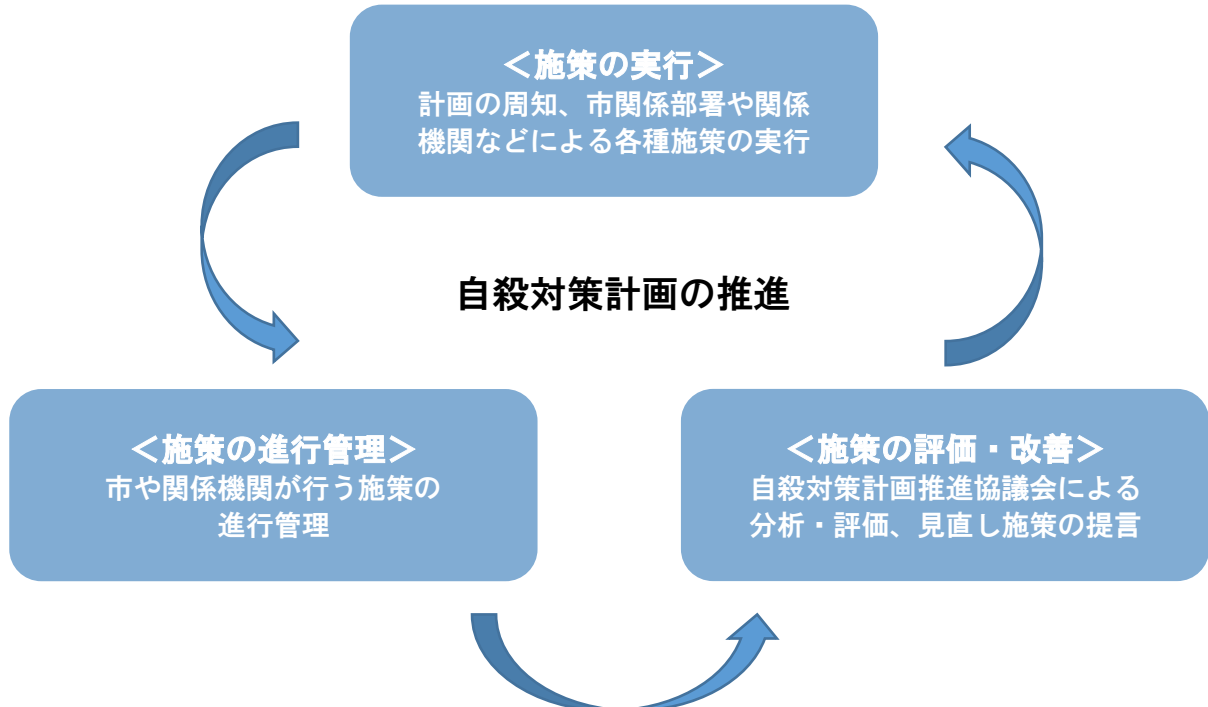 ＜施策の実行＞
計画の周知、市関係部署や関係
機関などによる各種施策の実行
自殺対策計画の推進
＜施策の進行管理＞
市や関係機関が行う施策の
進行管理
＜施策の評価・改善＞
自殺対策計画推進協議会による
分析・評価、見直し施策の提言